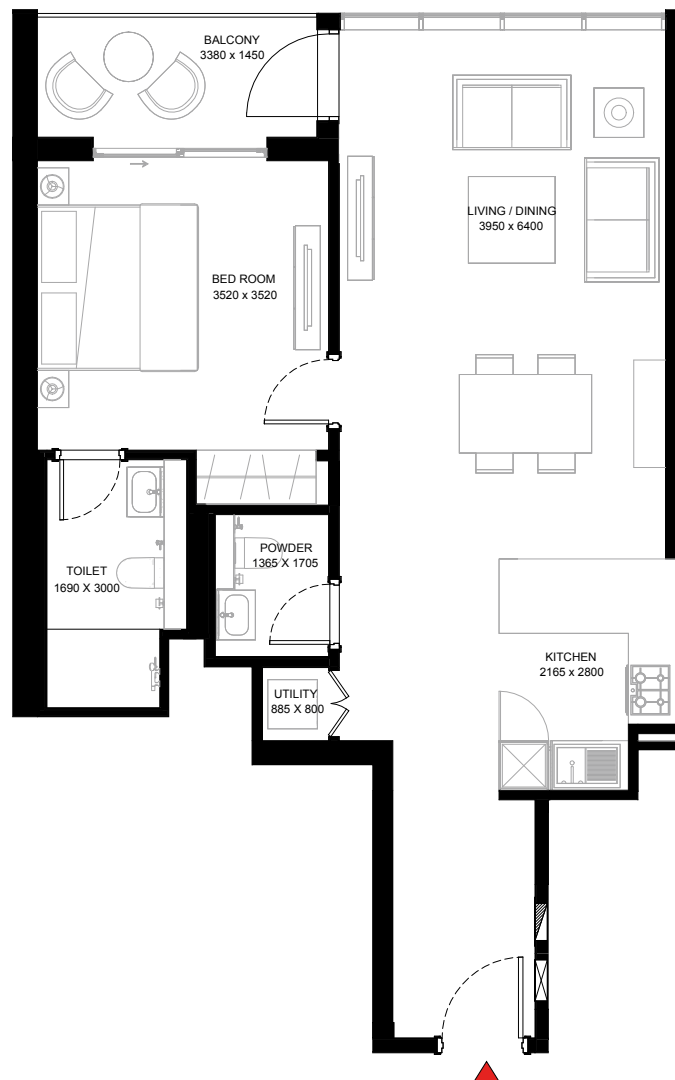 BALCONY
3380 x 1450
LIVING / DINING
3950 x 6400
BED ROOM
3520 x 3520
POWDER
1365 X 1705
TOILET
1690 X 3000
KITCHEN
2165 x 2800
UTILITY
885 X 800